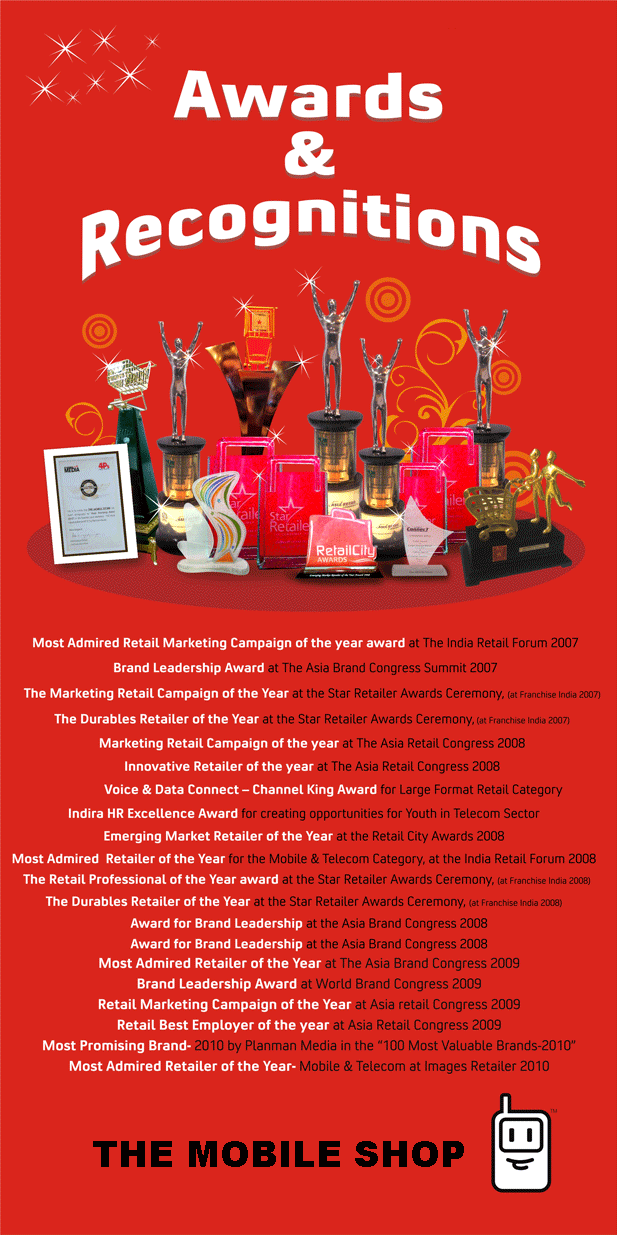 Awards
&
Recognitions
MEDIA 4Ps
Star
Retailer
Star
Retailer
RetailCity
AWARDS
Emerging Market Retailer of the Year Award 2008
Most Admired Retail Marketing Campaign of the year award at The India Retail Forum 2007
Brand Leadership Award at The Asia Brand Congress Summit 2007
The Marketing Retail Campaign of the Year at the Star Retailer Awards Ceremony, (at Franchise India 2007)
The Durables Retailer of the Year at the Star Retailer Awards Ceremony, (at Franchise India 2007)
Marketing Retail Campaign of the year at The Asia Retail Congress 2008
Innovative Retailer of the year at The Asia Retail Congress 2008
Voice & Data Connect – Channel King Award for Large Format Retail Category
Indira HR Excellence Award for creating opportunities for Youth in Telecom Sector
Emerging Market Retailer of the Year at the Retail City Awards 2008
Most Admired Retailer of the Year for the Mobile & Telecom Category, at the India Retail Forum 2008
The Retail Professional of the Year award at the Star Retailer Awards Ceremony, (at Franchise India 2008)
The Durables Retailer of the Year at the Star Retailer Awards Ceremony, (at Franchise India 2008)
Award for Brand Leadership at the Asia Brand Congress 2008
Award for Brand Leadership at the Asia Brand Congress 2008
Most Admired Retailer of the Year at The Asia Brand Congress 2009
Brand Leadership Award at World Brand Congress 2009
Retail Marketing Campaign of the Year at Asia retail Congress 2009
Retail Best Employer of the year at Asia Retail Congress 2009
Most Promising Brand- 2010 by Planman Media in the “100 Most Valuable Brands-2010”
Most Admired Retailer of the Year- Mobile & Telecom at Images Retailer 2010
THE MOBILE SHOP
TM